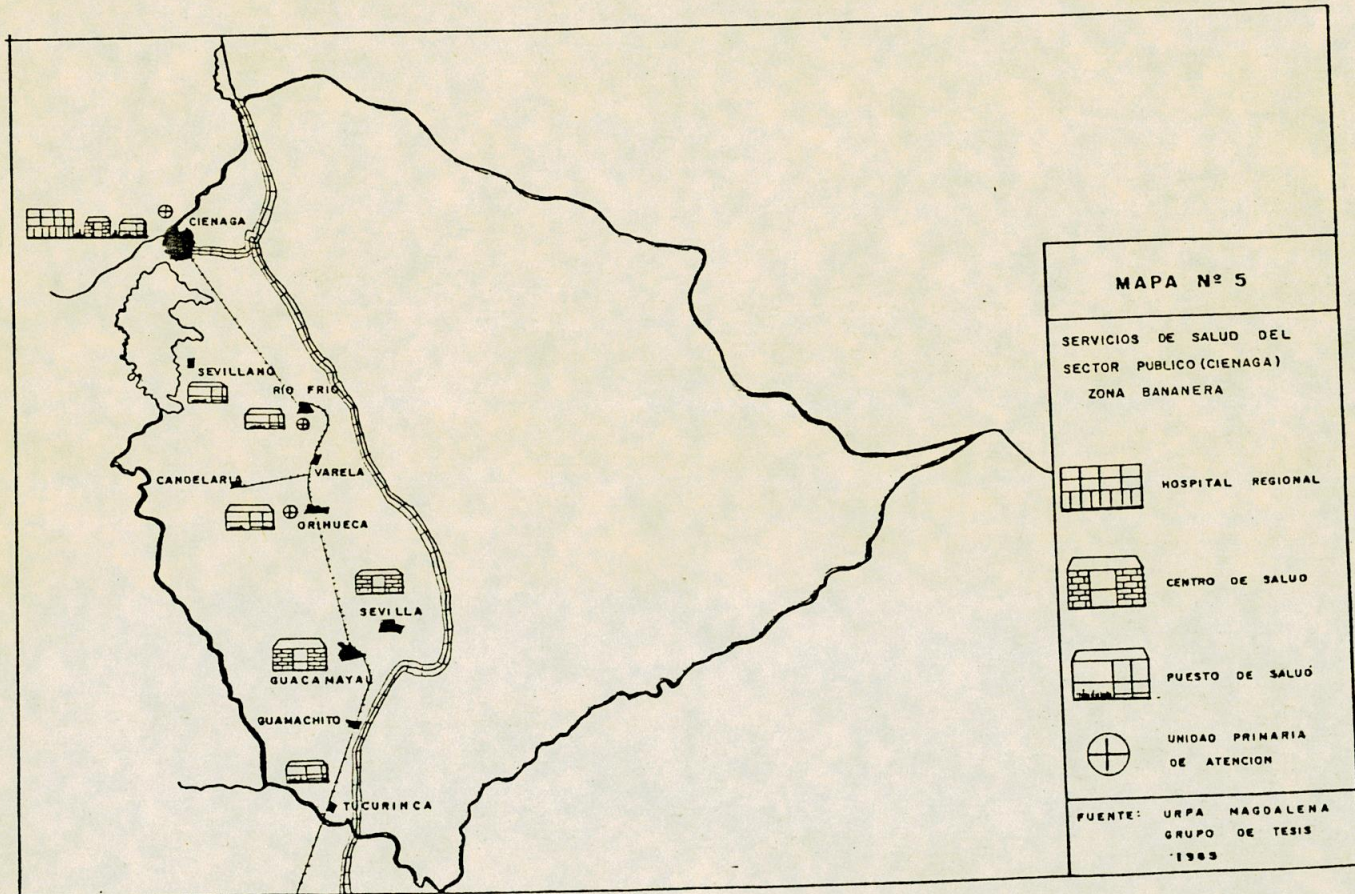 CIENAGA
SEVILLANO
RÍO FRIO
VARELA
CANDELARIA
ORIHUECA
SEVILLA
GUACAMAYAL
GUAMACHITO
TUCURINCA
MAPA Nº 5
SERVICIOS DE SALUD DEL
SECTOR PUBLICO (CIENAGA)
ZONA BANANERA
HOSPITAL REGIONAL
CENTRO DE SALUD
PUESTO DE SALUD
UNIDAD PRIMARIA
DE ATENCION
FUENTE: URPA MAGDALENA
GRUPO DE TESIS